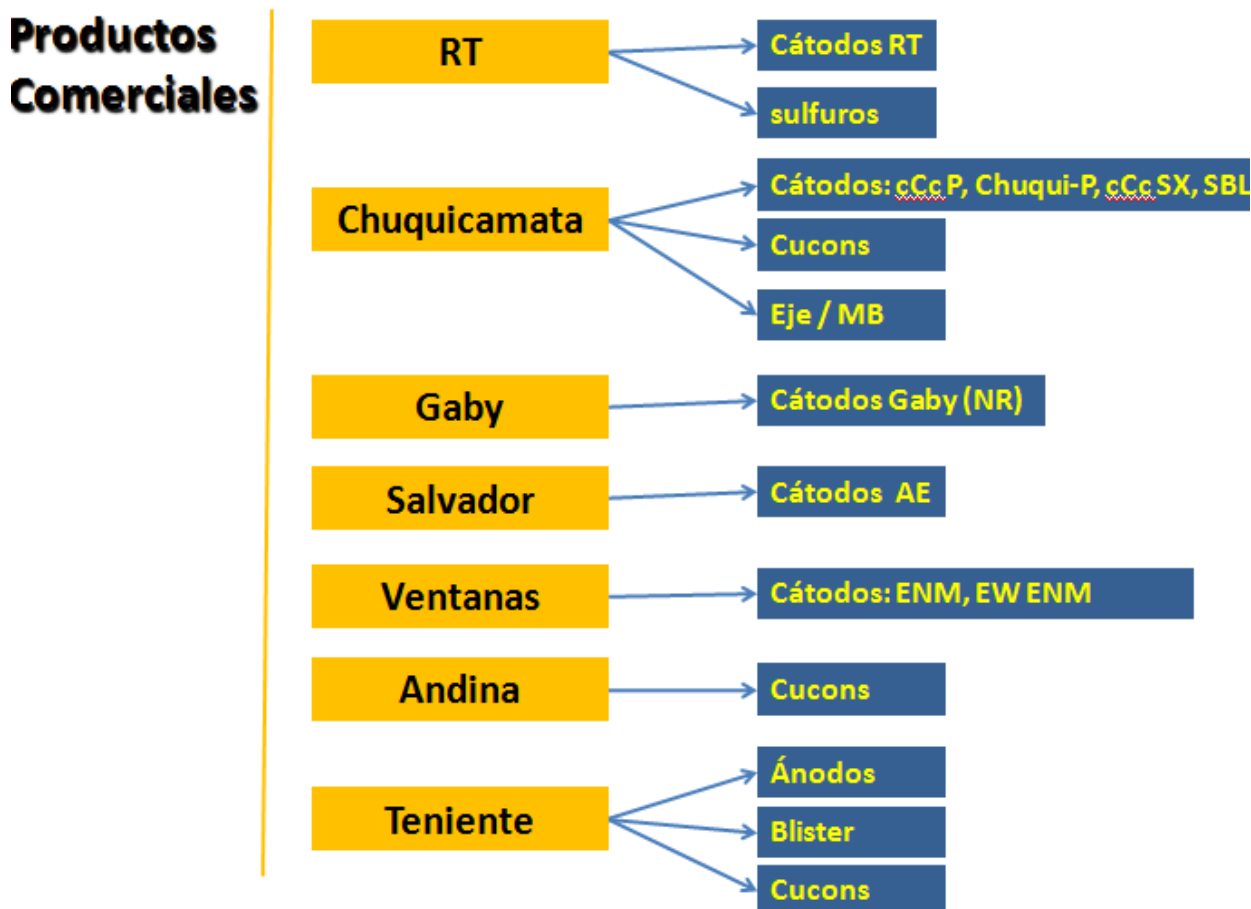 Productos
Comerciales
RT
Cátodos RT
sulfuros
Chuquicamata
Cátodos: cCc P, Chuqui-P, cCc SX, SBL
Cucons
Eje / MB
Gaby
Cátodos Gaby (NR)
Salvador
Cátodos AE
Ventanas
Cátodos: ENM, EW ENM
Andina
Cucons
Teniente
Ánodos
Blister
Cucons